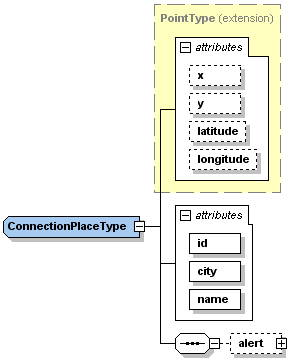 PointType (extension)
attributes
x
y
latitude
longitude
ConnectionPlaceType
attributes
id
city
name
alert